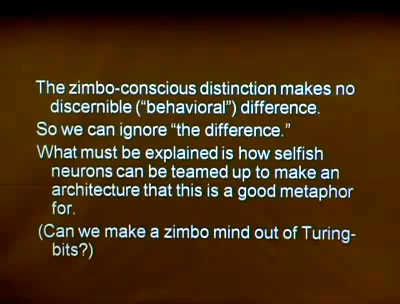 The zimbo-conscious distinction makes no
discernible (“behavioral”) difference.
So we can ignore “the difference.”
What must be explained is how selfish
neurons can be teamed up to make an
architecture that this is a good metaphor
for.
(Can we make a zimbo mind out of Turing-
bits?)